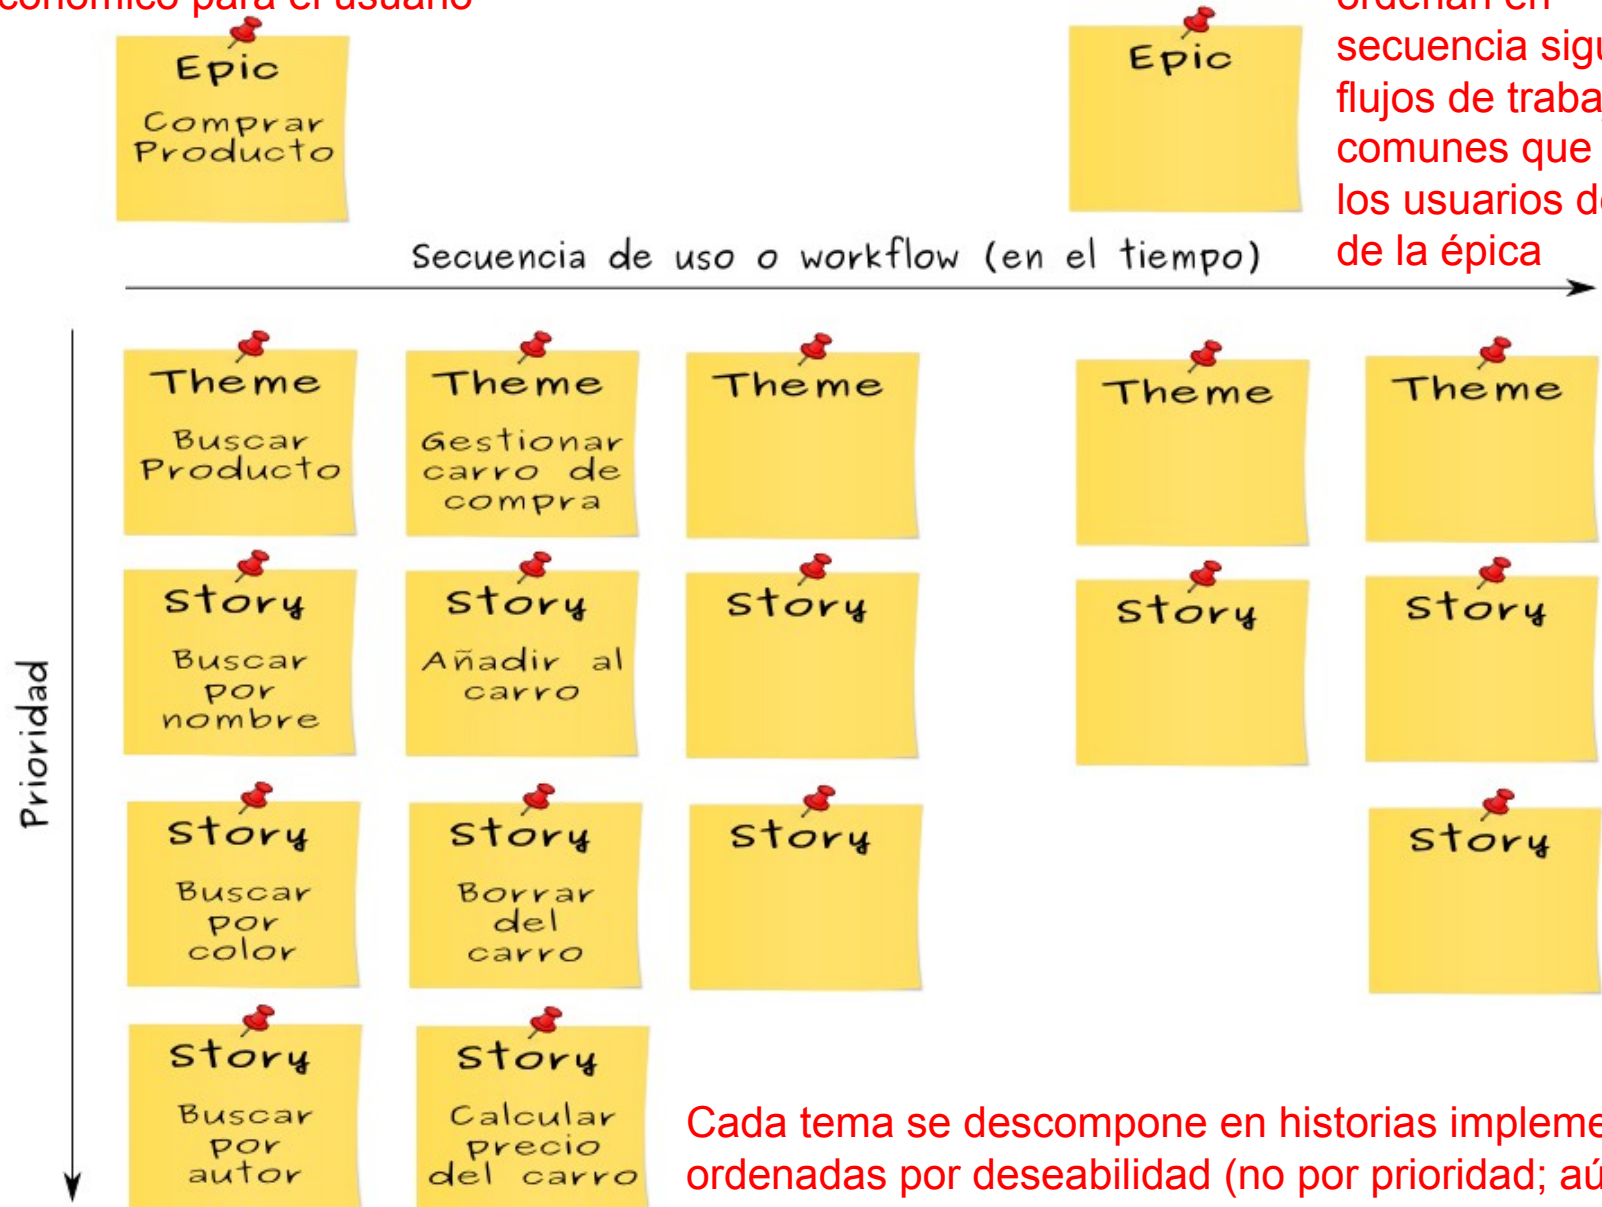 conómico para el usuario
ordenan en
secuencia sigu
flujos de traba
comunes que
los usuarios d
de la épica
Epic
Comprar
Producto
Epic
Secuencia de uso o workflow (en el tiempo)
Prioridad
Theme
Buscar
Producto
Theme
Gestionar
carro de
compra
Theme
Theme
Theme
Story
Buscar
por
nombre
Story
Añadir al
carro
Story
Story
Story
Story
Buscar
por
color
Story
Borrar
del
carro
Story
Story
Story
Buscar
por
autor
Story
Calcular
precio
del carro
Cada tema se descompone en historias impleme
ordenadas por deseabilidad (no por prioridad; aú